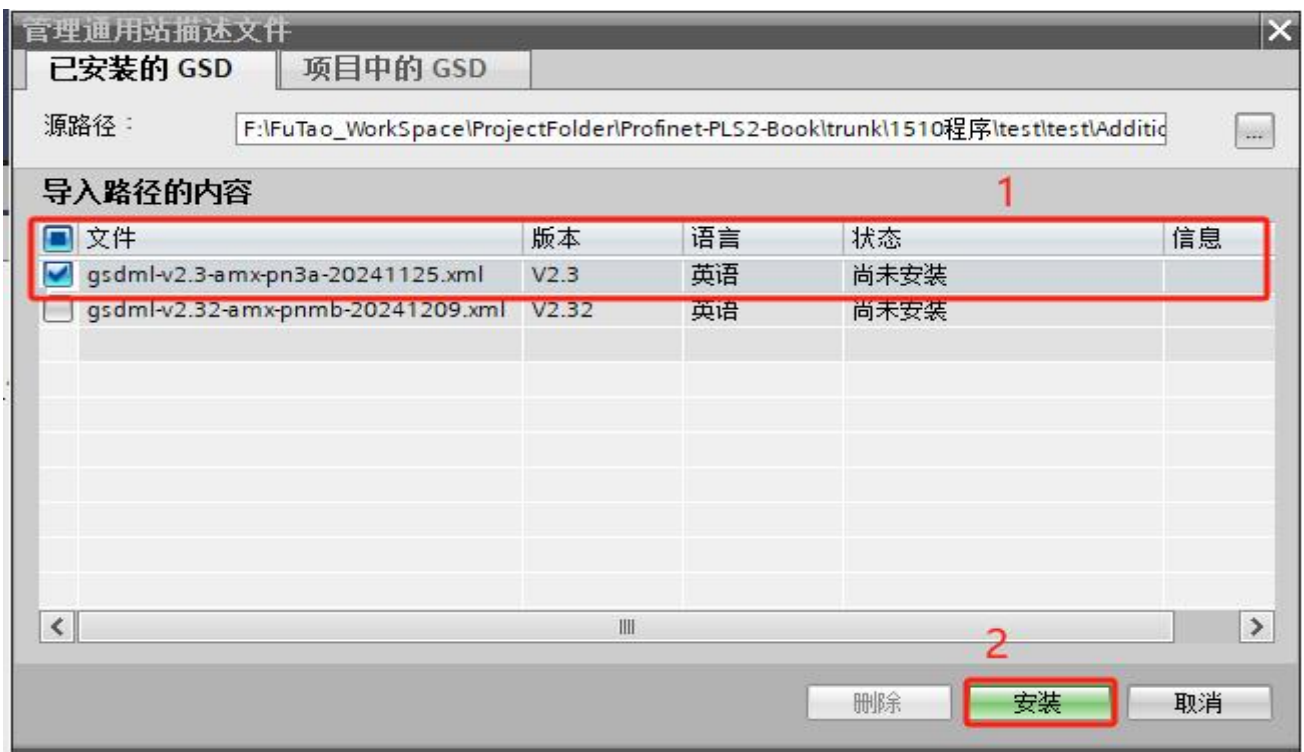 管理通用站描述文件
已安装的 GSD 项目中的 GSD
源路径： F:\FuTao_WorkSpace\ProjectFolder\Profinet-PLS2-Book\trunk\1510程序\test\test\Additic ...
导入路径的内容 1
文件 版本 语言 状态 信息
gsdml-v2.3-amx-pn3a-20241125.xml V2.3 英语 尚未安装
gsdml-v2.32-amx-pnmb-20241209.xml V2.32 英语 尚未安装
2
删除 安装 取消